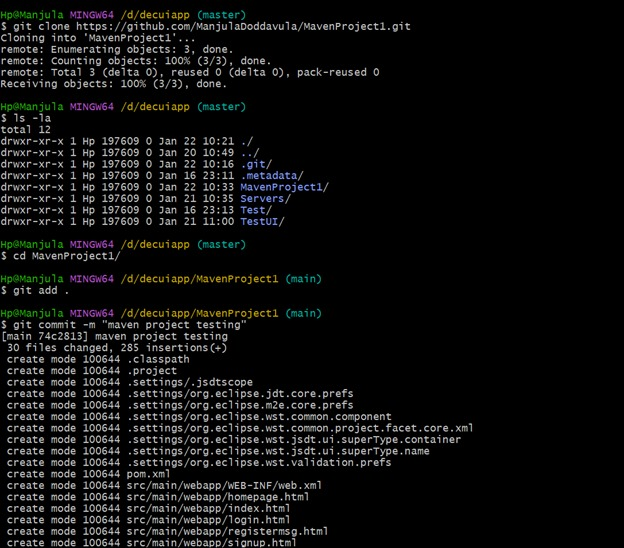 Hp@Manjula MINGW64 /d/decuiapp (master)
$ git clone https://github.com/ManjulaDoddavula/MavenProject1.git
Cloning into 'MavenProject1'...
remote: Enumerating objects: 3, done.
remote: Counting objects: 100% (3/3), done.
remote: Total 3 (delta 0), reused 0 (delta 0), pack-reused 0
Receiving objects: 100% (3/3), done.
Hp@Manjula MINGW64 /d/decuiapp (master)
$ ls -la
total 12
drwxr-xr-x 1 Hp 197609 0 Jan 22 10:21 ./
drwxr-xr-x 1 Hp 197609 0 Jan 20 10:49 ../
drwxr-xr-x 1 Hp 197609 0 Jan 22 10:16 .git/
drwxr-xr-x 1 Hp 197609 0 Jan 16 23:11 .metadata/
drwxr-xr-x 1 Hp 197609 0 Jan 22 10:33 MavenProject1/
drwxr-xr-x 1 Hp 197609 0 Jan 21 10:35 Servers/
drwxr-xr-x 1 Hp 197609 0 Jan 16 23:13 Test/
drwxr-xr-x 1 Hp 197609 0 Jan 21 11:00 TestUI/
Hp@Manjula MINGW64 /d/decuiapp (master)
$ cd MavenProject1/
Hp@Manjula MINGW64 /d/decuiapp/MavenProject1 (main)
$ git add .
Hp@Manjula MINGW64 /d/decuiapp/MavenProject1 (main)
$ git commit -m "maven project testing"
[main 74c2813] maven project testing
30 files changed, 285 insertions(+)
create mode 100644 .classpath
create mode 100644 .project
create mode 100644 .settings/.jsdtscope
create mode 100644 .settings/org.eclipse.jdt.core.prefs
create mode 100644 .settings/org.eclipse.m2e.core.prefs
create mode 100644 .settings/org.eclipse.wst.common.component
create mode 100644 .settings/org.eclipse.wst.common.project.facet.core.xml
create mode 100644 .settings/org.eclipse.wst.jsdt.ui.superType.container
create mode 100644 .settings/org.eclipse.wst.jsdt.ui.superType.name
create mode 100644 .settings/org.eclipse.wst.validation.prefs
create mode 100644 pom.xml
create mode 100644 src/main/webapp/WEB-INF/web.xml
create mode 100644 src/main/webapp/homepage.html
create mode 100644 src/main/webapp/index.html
create mode 100644 src/main/webapp/login.html
create mode 100644 src/main/webapp/registermsg.html
create mode 100644 src/main/webapp/signup.html